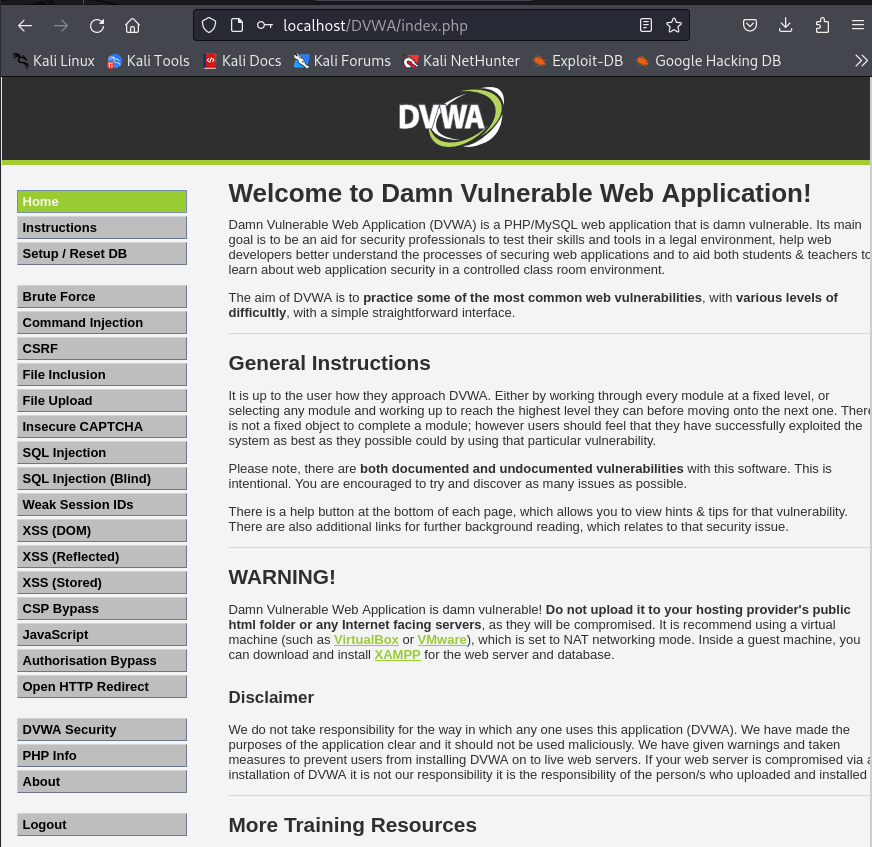 localhost/DVWA/index.php
Kali Linux Kali Tools Kali Docs Kali Forums Kali NetHunter Exploit-DB Google Hacking DB
DVWA
Home
Instructions
Setup / Reset DB
Brute Force
Command Injection
CSRF
File Inclusion
File Upload
Insecure CAPTCHA
SQL Injection
SQL Injection (Blind)
Weak Session IDs
XSS (DOM)
XSS (Reflected)
XSS (Stored)
CSP Bypass
JavaScript
Authorisation Bypass
Open HTTP Redirect
DVWA Security
PHP Info
About
Logout
Welcome to Damn Vulnerable Web Application!
Damn Vulnerable Web Application (DVWA) is a PHP/MySQL web application that is damn vulnerable. Its main
goal is to be an aid for security professionals to test their skills and tools in a legal environment, help web
developers better understand the processes of securing web applications and to aid both students & teachers to
learn about web application security in a controlled class room environment.
The aim of DVWA is to practice some of the most common web vulnerabilities, with various levels of
difficultly, with a simple straightforward interface.
General Instructions
It is up to the user how they approach DVWA. Either by working through every module at a fixed level, or
selecting any module and working up to reach the highest level they can before moving onto the next one. There
is not a fixed object to complete a module; however users should feel that they have successfully exploited the
system as best as they possible could by using that particular vulnerability.
Please note, there are both documented and undocumented vulnerabilities with this software. This is
intentional. You are encouraged to try and discover as many issues as possible.
There is a help button at the bottom of each page, which allows you to view hints & tips for that vulnerability.
There are also additional links for further background reading, which relates to that security issue.
WARNING!
Damn Vulnerable Web Application is damn vulnerable! Do not upload it to your hosting provider's public
html folder or any Internet facing servers, as they will be compromised. It is recommend using a virtual
machine (such as VirtualBox or VMware), which is set to NAT networking mode. Inside a guest machine, you
can download and install XAMPP for the web server and database.
Disclaimer
We do not take responsibility for the way in which any one uses this application (DVWA). We have made the
purposes of the application clear and it should not be used maliciously. We have given warnings and taken
measures to prevent users from installing DVWA on to live web servers. If your web server is compromised via a
installation of DVWA it is not our responsibility it is the responsibility of the person/s who uploaded and installed
More Training Resources